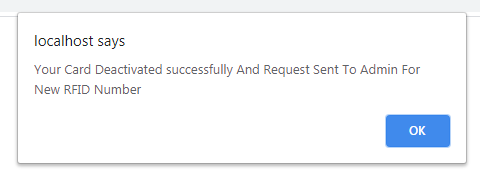 localhost says
Your Card Deactivated successfully And Request Sent To Admin For
New RFID Number
OK